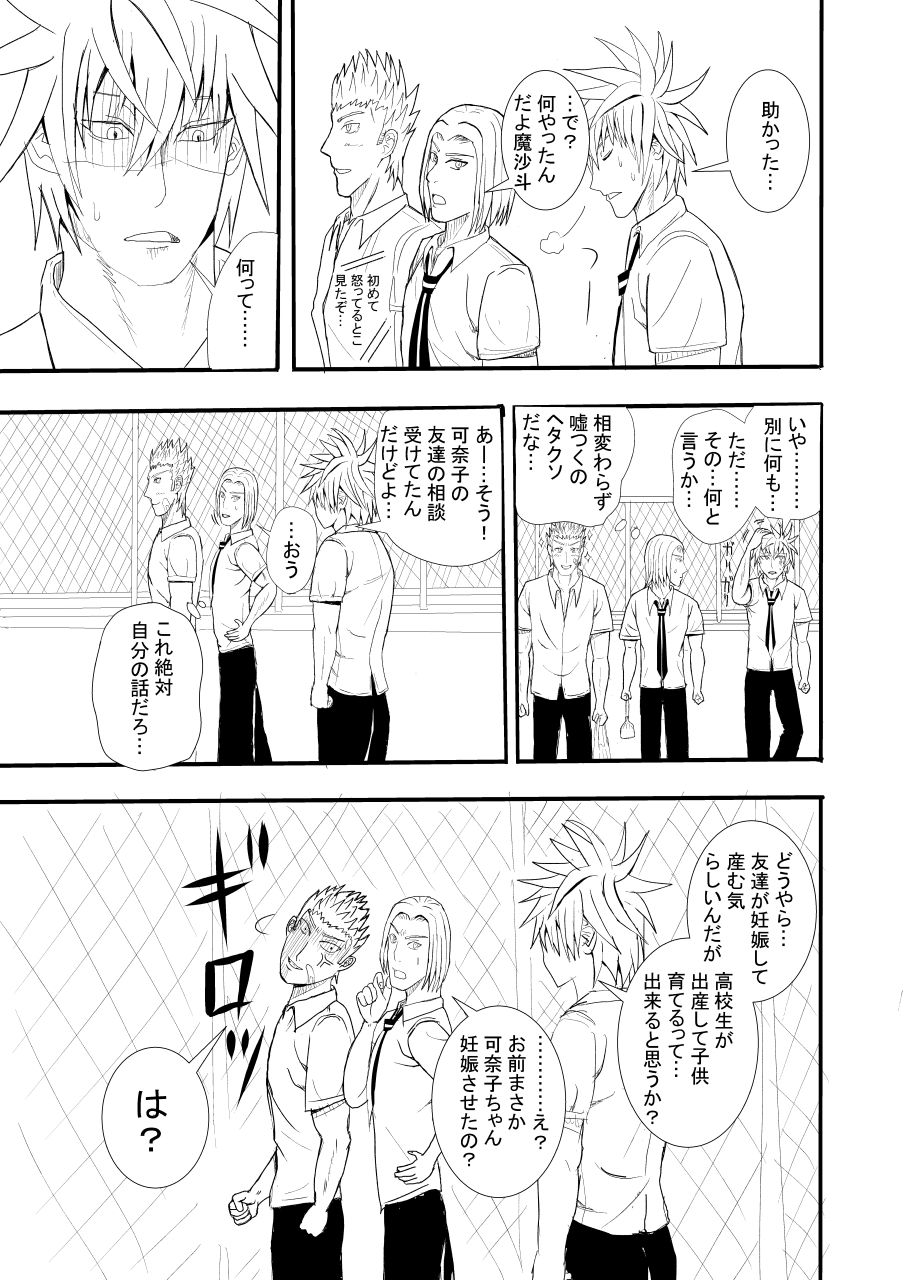 助かった…
…で？
何やったん
だよ魔沙斗
初めて
怒ってるとこ
見たぞ…
何って……
いや………
別に何も…
ただ……
その…何と
言うか…
ガリガリ
相変わらず
嘘つくの
ヘタクソ
だな…
あー…そう！
可奈子の
友達の相談
受けてたん
だけどよ…
…おう
これ絶対
自分の話だろ…
どうやら…
友達が妊娠して
産む気
らしいんだが
高校生が
出産して子供
育てるって…
出来ると思うか？
…………え？
お前まさか
可奈子ちゃん
妊娠させたの？
ギロッ
は？